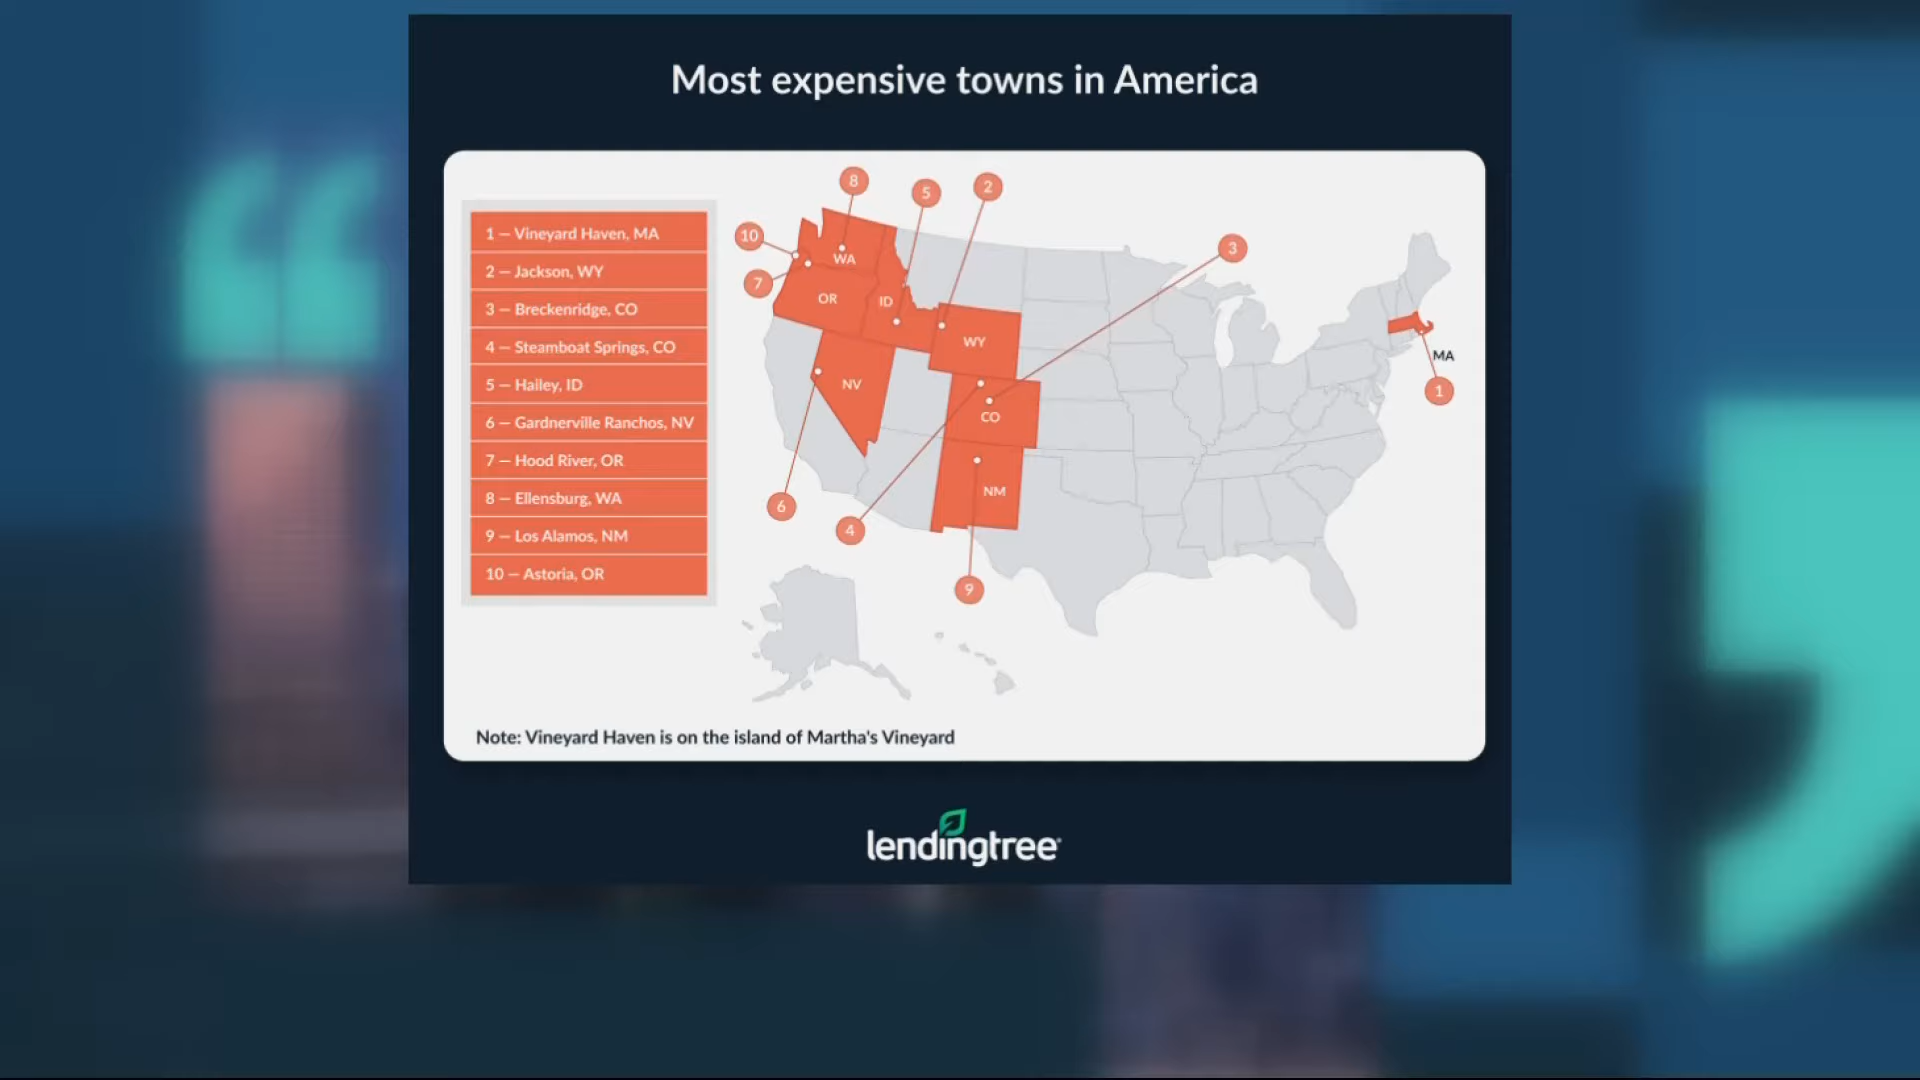 Most expensive towns in America
1 — Vineyard Haven, MA
2 — Jackson, WY
3 — Breckenridge, CO
4 — Steamboat Springs, CO
5 — Hailey, ID
6 — Gardnerville Ranchos, NV
7 — Hood River, OR
8 — Ellensburg, WA
9 — Los Alamos, NM
10 — Astoria, OR
8
5
2
10
3
7
WA
OR
ID
WY
MA
NV
1
CO
NM
6
4
9
Note: Vineyard Haven is on the island of Martha's Vineyard
lendingtree